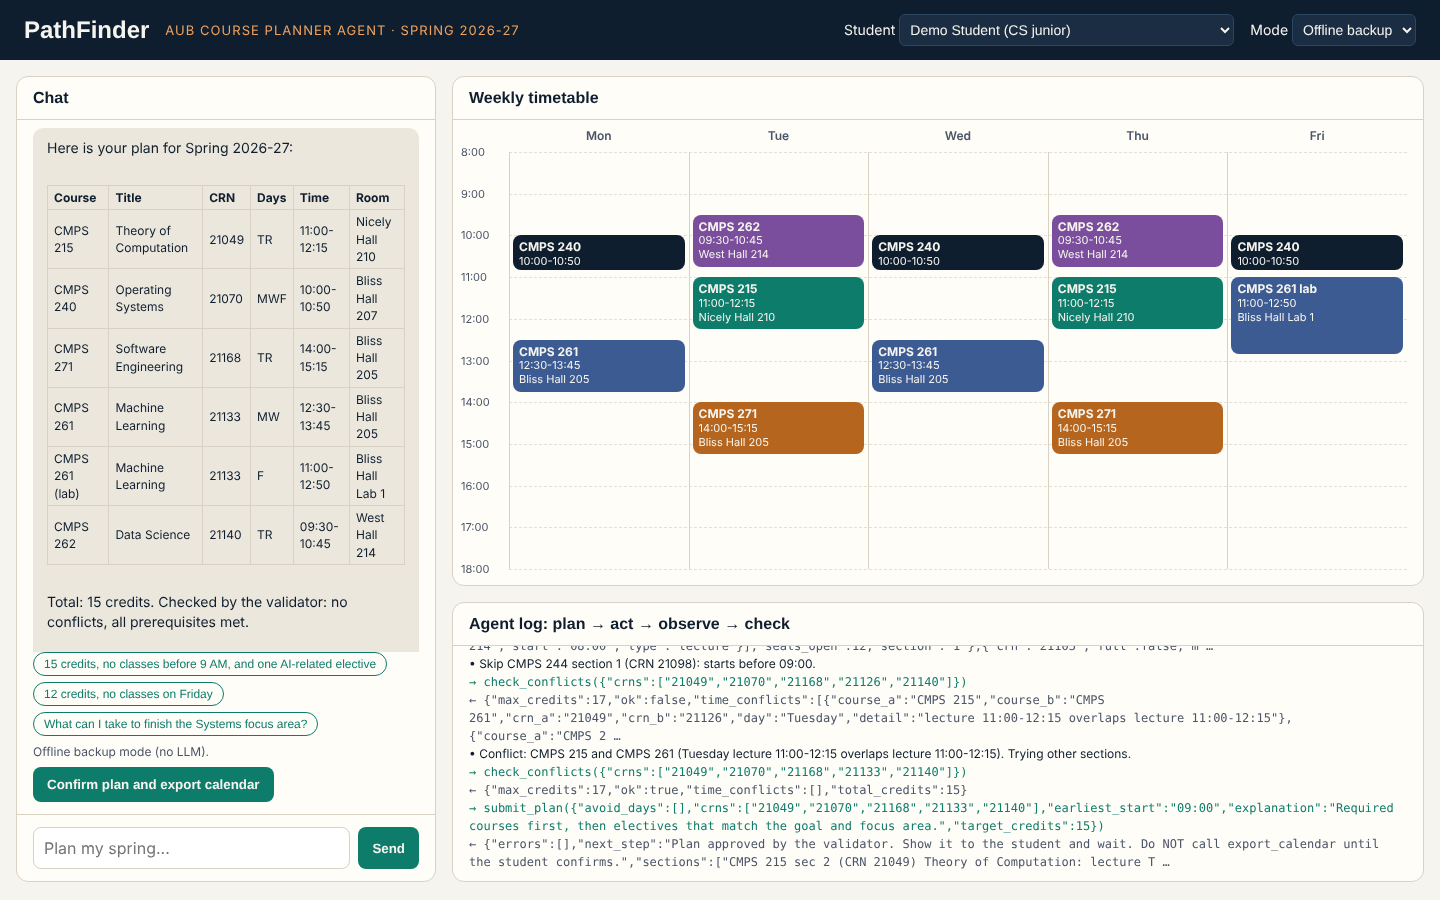 PathFinder
AUB COURSE PLANNER AGENT · SPRING 2026-27
Student
Demo Student (CS junior)
Mode
Offline backup
Chat
Here is your plan for Spring 2026-27:
Course Title CRN Days Time Room
CMPS 215 Theory of Computation 21049 TR 11:00-12:15 Nicely Hall 210
CMPS 240 Operating Systems 21070 MWF 10:00-10:50 Bliss Hall 207
CMPS 271 Software Engineering 21168 TR 14:00-15:15 Bliss Hall 205
CMPS 261 Machine Learning 21133 MW 12:30-13:45 Bliss Hall 205
CMPS 261 (lab) Machine Learning 21133 F 11:00-12:50 Bliss Hall Lab 1
CMPS 262 Data Science 21140 TR 09:30-10:45 West Hall 214
Total: 15 credits. Checked by the validator: no
conflicts, all prerequisites met.
15 credits, no classes before 9 AM, and one AI-related elective
12 credits, no classes on Friday
What can I take to finish the Systems focus area?
Offline backup mode (no LLM).
Confirm plan and export calendar
Plan my spring...
Send
Weekly timetable
Mon Tue Wed Thu Fri
8:00
9:00
10:00
11:00
12:00
13:00
14:00
15:00
16:00
17:00
18:00
CMPS 240
10:00-10:50
CMPS 261
12:30-13:45
Bliss Hall 205
CMPS 262
09:30-10:45
West Hall 214
CMPS 215
11:00-12:15
Nicely Hall 210
CMPS 271
14:00-15:15
Bliss Hall 205
CMPS 240
10:00-10:50
CMPS 261
12:30-13:45
Bliss Hall 205
CMPS 262
09:30-10:45
West Hall 214
CMPS 215
11:00-12:15
Nicely Hall 210
CMPS 271
14:00-15:15
Bliss Hall 205
CMPS 240
10:00-10:50
CMPS 261 lab
11:00-12:50
Bliss Hall Lab 1
Agent log: plan → act → observe → check
• Skip CMPS 244 section 1 (CRN 21098): starts before 09:00.
→ check_conflicts({"crns":["21049","21070","21168","21126","21140"]})
← {"max_credits":17,"ok":false,"time_conflicts":[{"course_a":"CMPS 215","course_b":"CMPS
261","crn_a":"21049","crn_b":"21126","day":"Tuesday","detail":"lecture 11:00-12:15 overlaps lecture 11:00-12:15"},
{"course_a":"CMPS 2 …
• Conflict: CMPS 215 and CMPS 261 (Tuesday lecture 11:00-12:15 overlaps lecture 11:00-12:15). Trying other sections.
→ check_conflicts({"crns":["21049","21070","21168","21133","21140"]})
← {"max_credits":17,"ok":true,"time_conflicts":[],"total_credits":15}
→ submit_plan({"avoid_days":[],"crns":["21049","21070","21168","21133","21140"],"earliest_start":"09:00","explanation":"Required
courses first, then electives that match the goal and focus area.","target_credits":15})
← {"errors":[],"next_step":"Plan approved by the validator. Show it to the student and wait. Do NOT call export_calendar until
the student confirms.","sections":["CMPS 215 sec 2 (CRN 21049) Theory of Computation: lecture T …